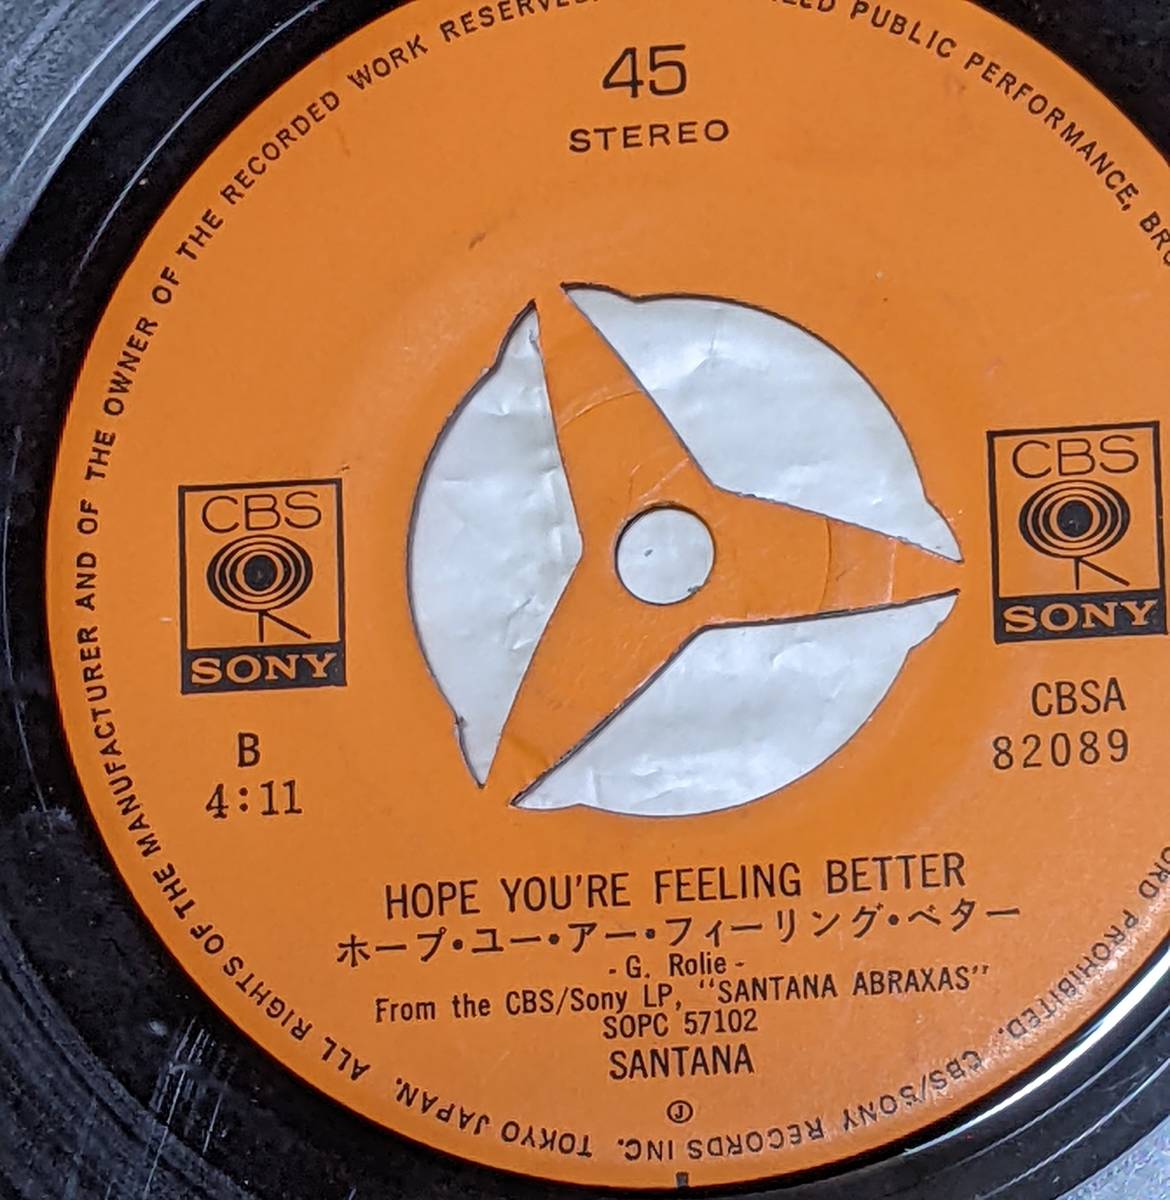 45
STEREO
CBS
SONY
CBS
SONY
B
4:11
CBSA
82089
HOPE YOU'RE FEELING BETTER
ホープ・ユー・アー・フィーリング・ベター
- G. Rolie -
From the CBS/Sony LP, "SANTANA ABRAXAS"
SOPC 57102
SANTANA
Ⓙ
ALL RIGHTS OF THE MANUFACTURER AND OF THE OWNER OF THE RECORDED WORK RESERVED.
PUBLIC PERFORMANCE,
PROHIBITED. CBS/SONY RECORDS INC. TOKYO JAPAN.